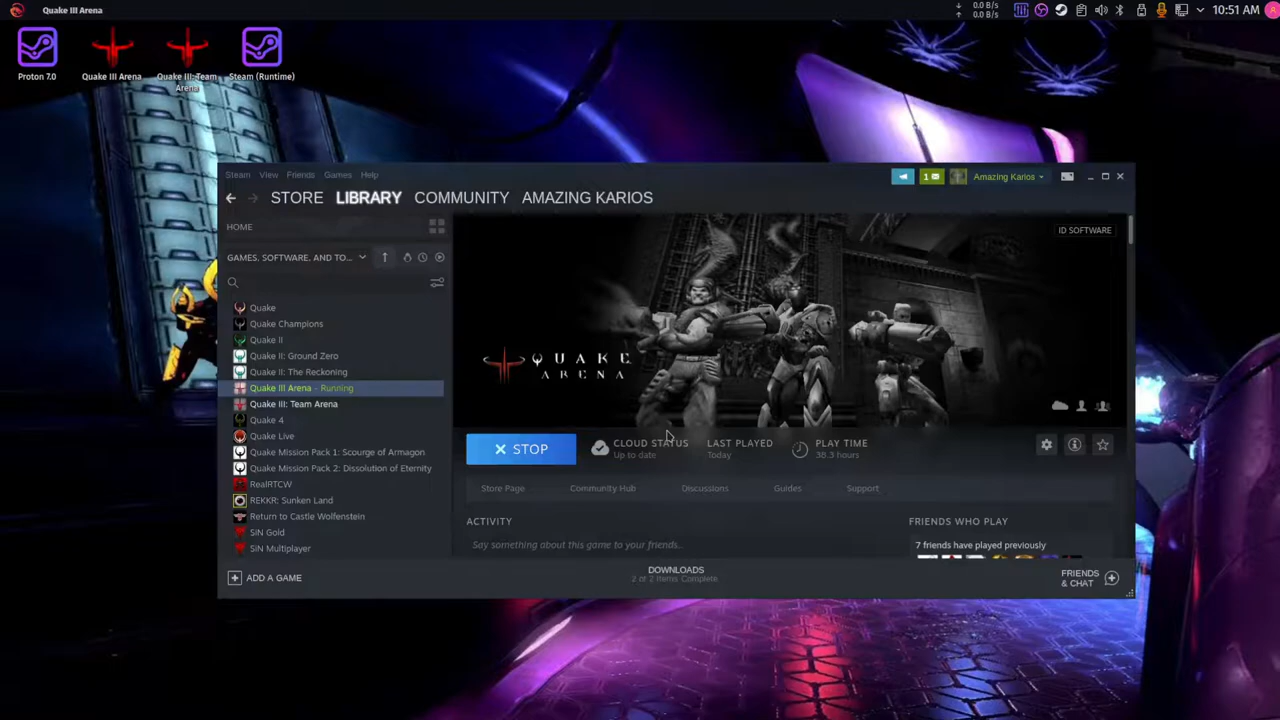 Quake III Arena
0.0 B/s
0.0 B/s
10:51 AM
Proton 7.0
Quake III Arena
Quake III: Team
Arena
Steam (Runtime)
Steam View Friends Games Help
1
Amazing Karios
STORE LIBRARY COMMUNITY AMAZING KARIOS
HOME
ID SOFTWARE
GAMES, SOFTWARE, AND TO...
Quake
Quake Champions
Quake II
Quake II: Ground Zero
Quake II: The Reckoning
Quake III Arena - Running
Quake III: Team Arena
Quake 4
Quake Live
Quake Mission Pack 1: Scourge of Armagon
Quake Mission Pack 2: Dissolution of Eternity
RealRTCW
REKKR: Sunken Land
Return to Castle Wolfenstein
SiN Gold
SiN Multiplayer
QUAKE
ARENA
STOP
CLOUD STATUS
Up to date
LAST PLAYED
Today
PLAY TIME
38.3 hours
Store Page Community Hub Discussions Guides Support
ACTIVITY
Say something about this game to your friends...
FRIENDS WHO PLAY
7 friends have played previously
ADD A GAME
DOWNLOADS
2 of 2 Items Complete
FRIENDS
& CHAT